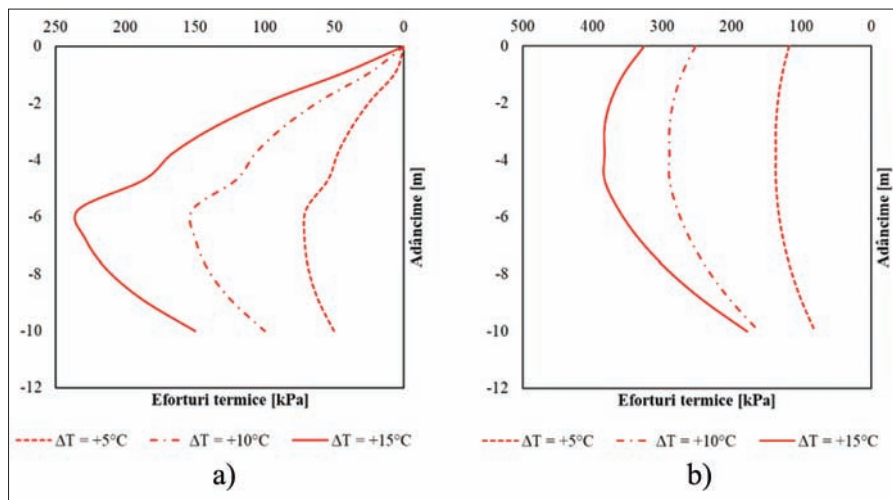 250 200 150 100 50 0
0
-2
-4
-6
-8
-10
-12
Adâncime [m]
Eforturi termice [kPa]
ΔT = +5°C ΔT = +10°C ΔT = +15°C
a)
500 400 300 200 100 0
0
-2
-4
-6
-8
-10
-12
Adâncime [m]
Eforturi termice [kPa]
ΔT = +5°C ΔT = +10°C ΔT = +15°C
b)